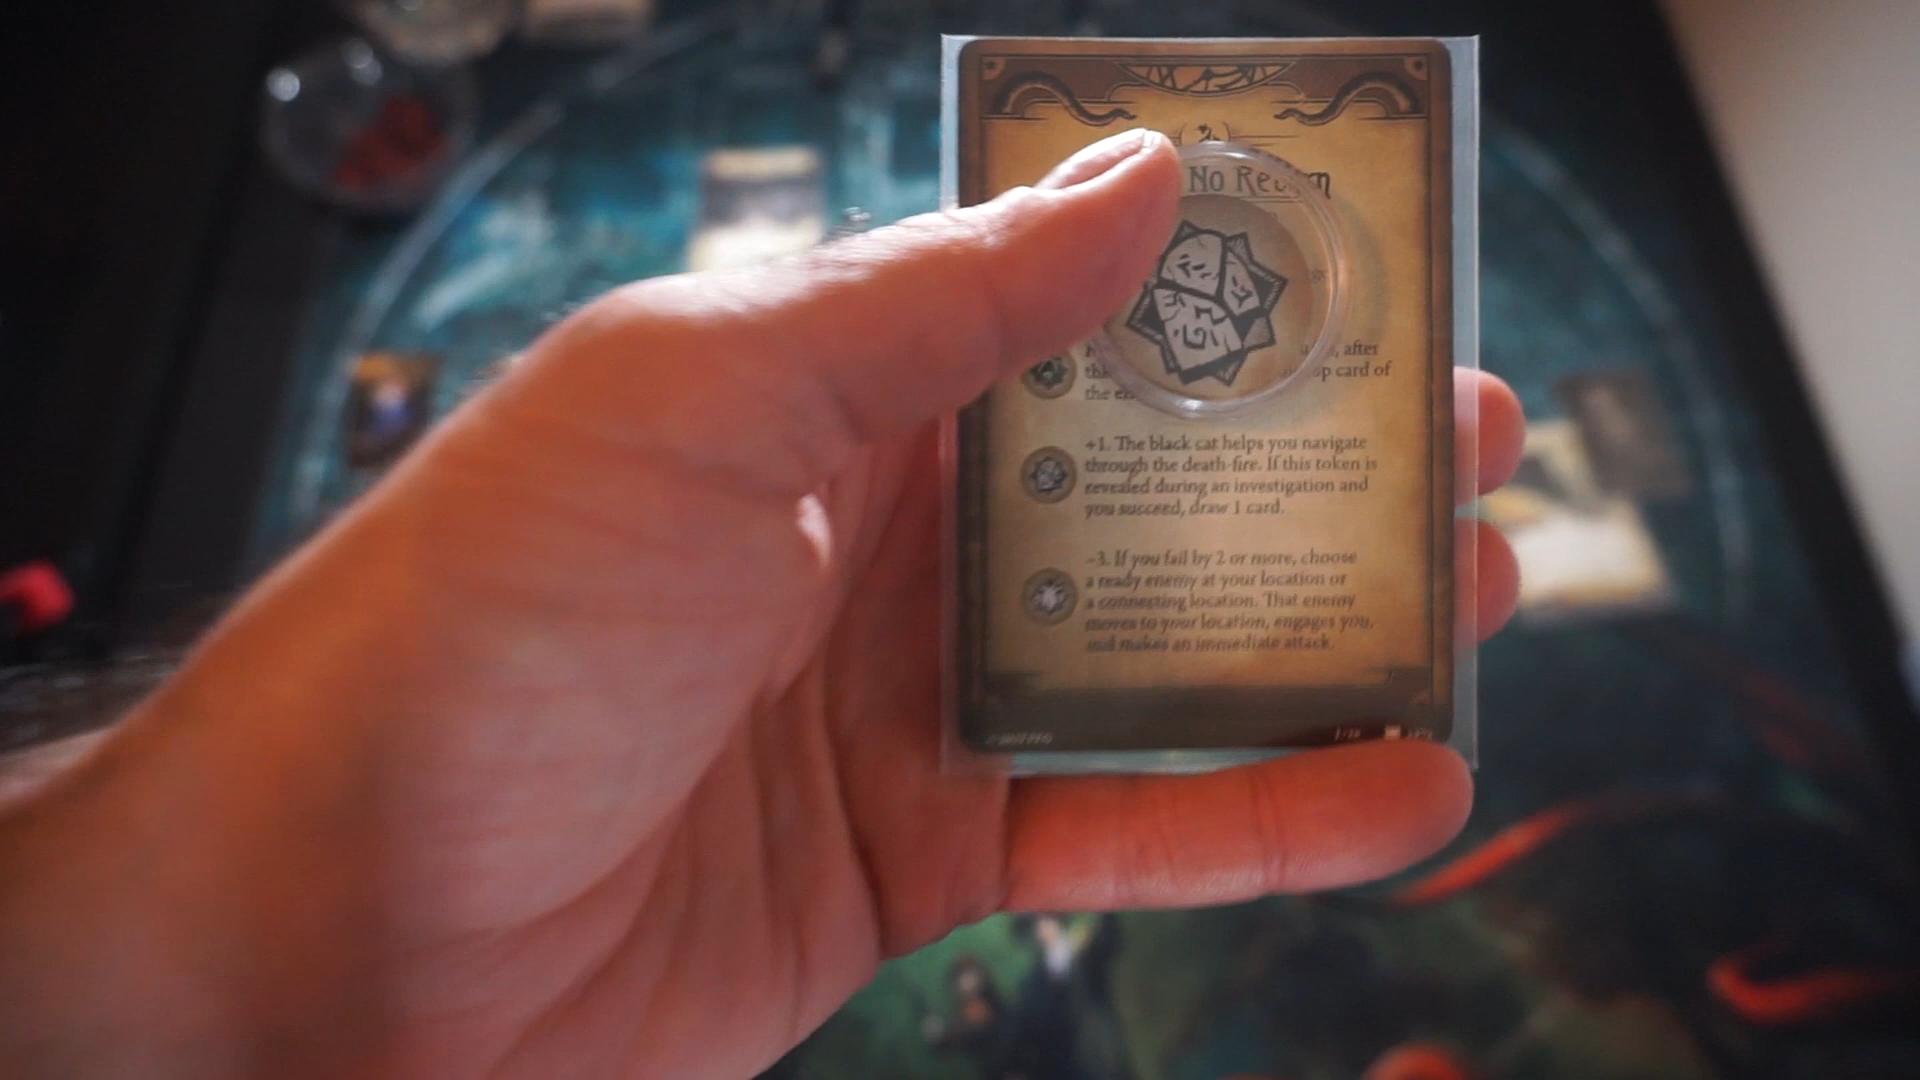 No Re
, after
op card of
the
+1. The black cat helps you navigate
through the death-fire. If this token is
revealed during an investigation and
you succeed, draw 1 card.
-3. If you fail by 2 or more, choose
a ready enemy at your location or
a connecting location. That enemy
moves to your location, engages you,
and makes an immediate attack.